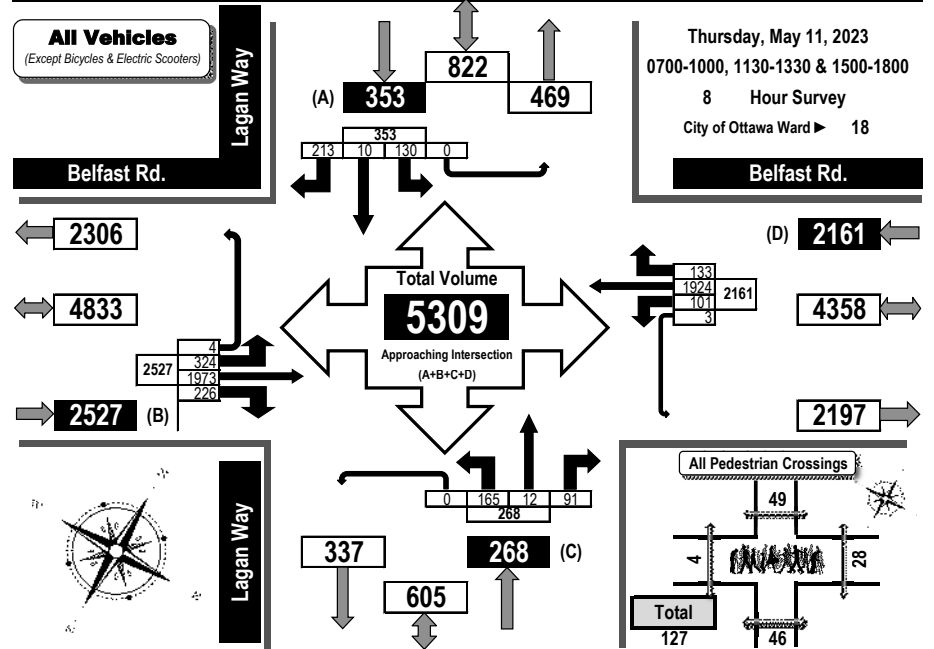 All Vehicles
(Except Bicycles & Electric Scooters)
Lagan Way
Belfast Rd.
(A) 353
822
469
353
213 10 130 0
Thursday, May 11, 2023
0700-1000, 1130-1330 & 1500-1800
8 Hour Survey
City of Ottawa Ward ► 18
Belfast Rd.
2306
4833
4
324
2527
1973
226
2527 (B)
Total Volume
5309
Approaching Intersection
(A+B+C+D)
(D) 2161
133
1924
2161
101
3
4358
2197
Lagan Way
0 165 12 91
268
337
268 (C)
605
All Pedestrian Crossings
49
4
28
Total
127
46